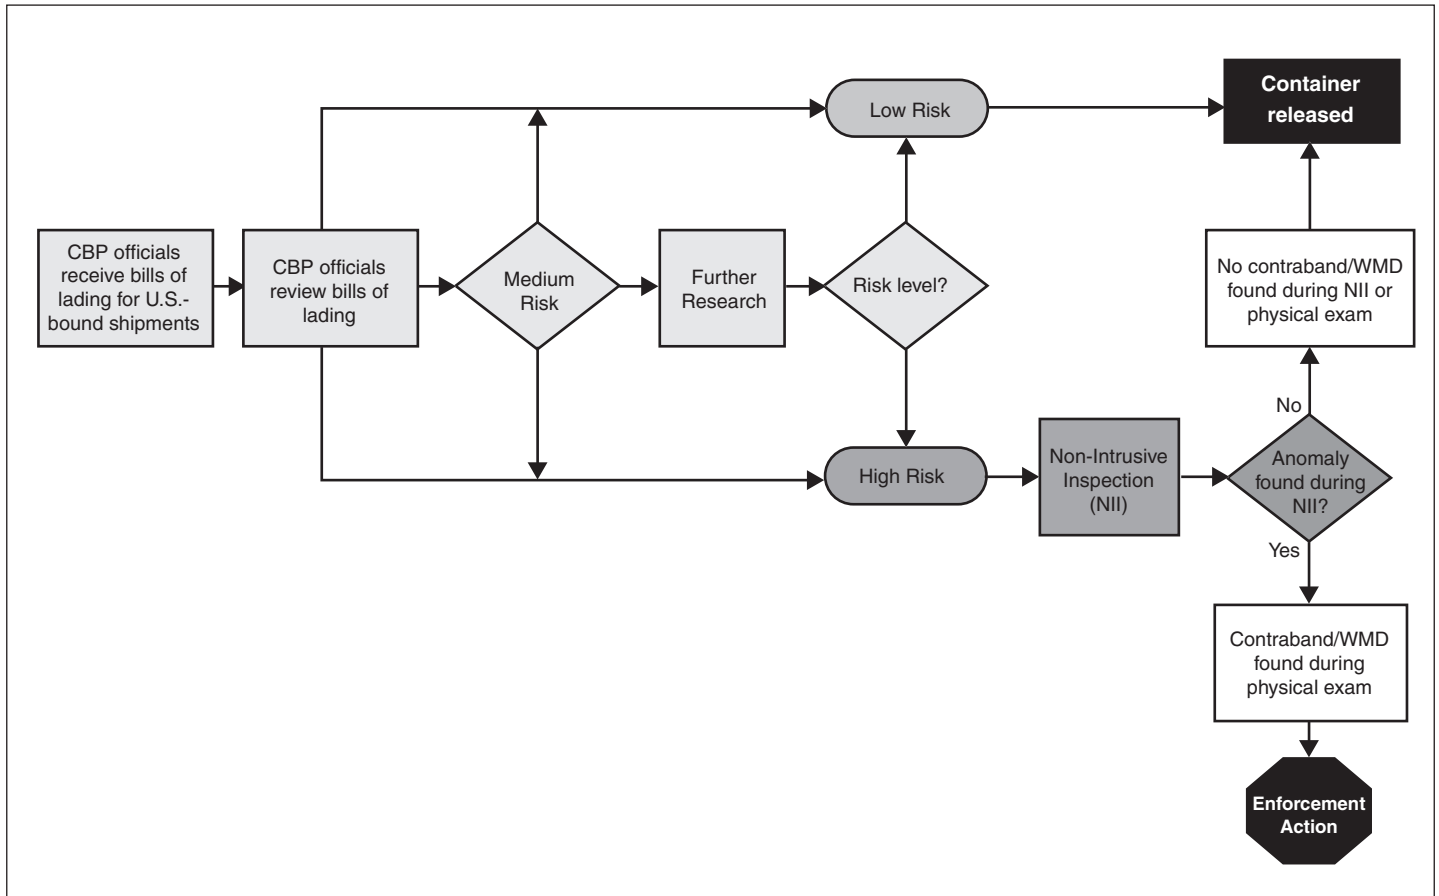 CBP officials
receive bills of
lading for U.S.-
bound shipments
CBP officials
review bills of
lading
Medium
Risk
Further
Research
Risk level?
Low Risk
High Risk
Container
released
No contraband/WMD
found during NII or
physical exam
No
Non-Intrusive
Inspection
(NII)
Anomaly
found during
NII?
Yes
Contraband/WMD
found during
physical exam
Enforcement
Action